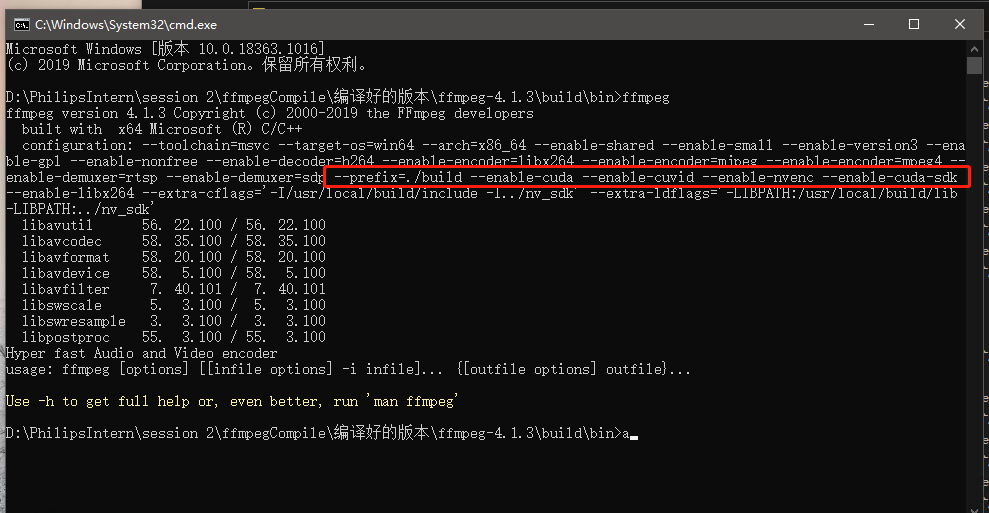 C:\Windows\System32\cmd.exe
Microsoft Windows [版本 10.0.18363.1016]
(c) 2019 Microsoft Corporation。保留所有权利。
D:\PhilipsIntern\session 2\ffmpegCompile\编译好的版本\ffmpeg-4.1.3\build\bin>ffmpeg
ffmpeg version 4.1.3 Copyright (c) 2000-2019 the FFmpeg developers
  built with  x64 Microsoft (R) C/C++
  configuration: --toolchain=msvc --target-os=win64 --arch=x86_64 --enable-shared --enable-small --enable-version3 --ena
ble-gpl --enable-nonfree --enable-decoder=h264 --enable-encoder=libx264 --enable-encoder=mjpeg --enable-encoder=mpeg4 --
enable-demuxer=rtsp --enable-demuxer=sdp --prefix=./build --enable-cuda --enable-cuvid --enable-nvenc --enable-cuda-sdk
--enable-libx264 --extra-cflags='-I/usr/local/build/include -I../nv_sdk' --extra-ldflags='-LIBPATH:/usr/local/build/lib
-LIBPATH:../nv_sdk'
  libavutil      56. 22.100 / 56. 22.100
  libavcodec     58. 35.100 / 58. 35.100
  libavformat    58. 20.100 / 58. 20.100
  libavdevice    58.  5.100 / 58.  5.100
  libavfilter     7. 40.101 /  7. 40.101
  libswscale      5.  3.100 /  5.  3.100
  libswresample   3.  3.100 /  3.  3.100
  libpostproc    55.  3.100 / 55.  3.100
Hyper fast Audio and Video encoder
usage: ffmpeg [options] [[infile options] -i infile]... {[outfile options] outfile}...
Use -h to get full help or, even better, run 'man ffmpeg'
D:\PhilipsIntern\session 2\ffmpegCompile\编译好的版本\ffmpeg-4.1.3\build\bin>a